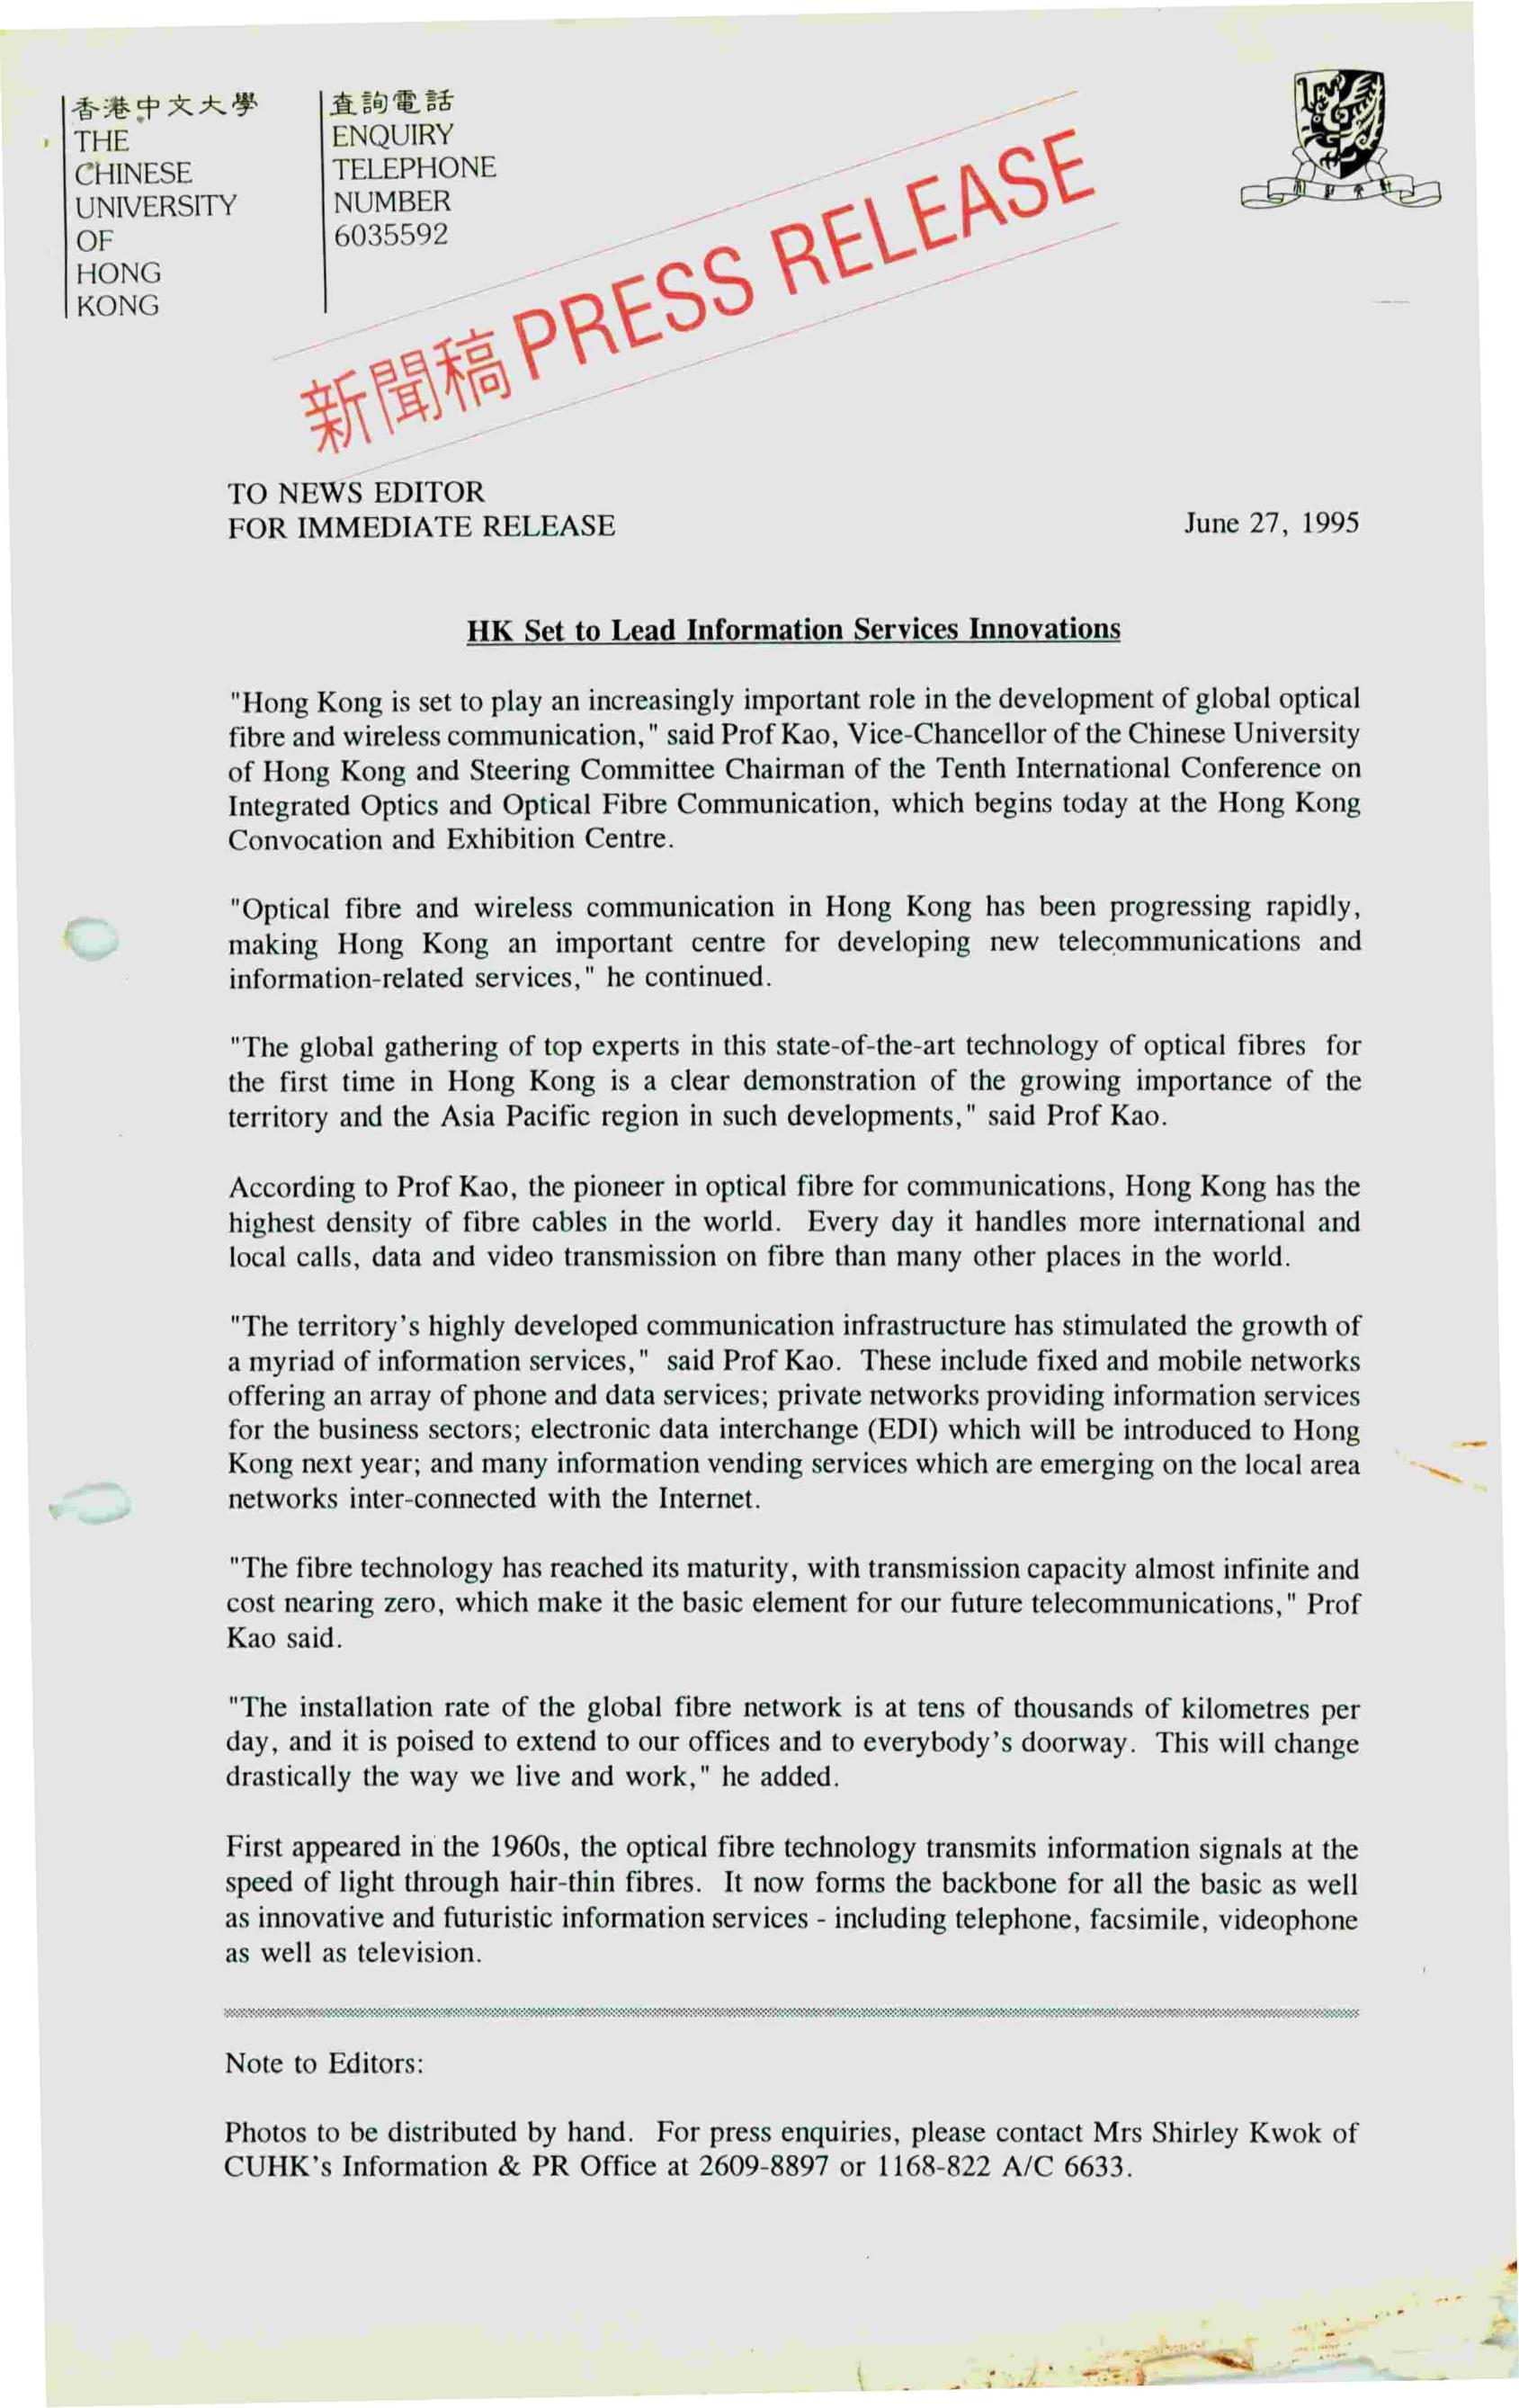 香港中文大學
THE
CHINESE
UNIVERSITY
OF
HONG
KONG
查詢電話
ENQUIRY
TELEPHONE
NUMBER
6035592
新聞稿 PRESS RELEASE
TO NEWS EDITOR
FOR IMMEDIATE RELEASE
June 27, 1995
HK Set to Lead Information Services Innovations
"Hong Kong is set to play an increasingly important role in the development of global optical
fibre and wireless communication," said Prof Kao, Vice-Chancellor of the Chinese University
of Hong Kong and Steering Committee Chairman of the Tenth International Conference on
Integrated Optics and Optical Fibre Communication, which begins today at the Hong Kong
Convocation and Exhibition Centre.
"Optical fibre and wireless communication in Hong Kong has been progressing rapidly,
making Hong Kong an important centre for developing new telecommunications and
information-related services," he continued.
"The global gathering of top experts in this state-of-the-art technology of optical fibres for
the first time in Hong Kong is a clear demonstration of the growing importance of the
territory and the Asia Pacific region in such developments," said Prof Kao.
According to Prof Kao, the pioneer in optical fibre for communications, Hong Kong has the
highest density of fibre cables in the world. Every day it handles more international and
local calls, data and video transmission on fibre than many other places in the world.
"The territory's highly developed communication infrastructure has stimulated the growth of
a myriad of information services," said Prof Kao. These include fixed and mobile networks
offering an array of phone and data services; private networks providing information services
for the business sectors; electronic data interchange (EDI) which will be introduced to Hong
Kong next year; and many information vending services which are emerging on the local area
networks inter-connected with the Internet.
"The fibre technology has reached its maturity, with transmission capacity almost infinite and
cost nearing zero, which make it the basic element for our future telecommunications," Prof
Kao said.
"The installation rate of the global fibre network is at tens of thousands of kilometres per
day, and it is poised to extend to our offices and to everybody's doorway. This will change
drastically the way we live and work," he added.
First appeared in the 1960s, the optical fibre technology transmits information signals at the
speed of light through hair-thin fibres. It now forms the backbone for all the basic as well
as innovative and futuristic information services - including telephone, facsimile, videophone
as well as television.
Note to Editors:
Photos to be distributed by hand. For press enquiries, please contact Mrs Shirley Kwok of
CUHK's Information & PR Office at 2609-8897 or 1168-822 A/C 6633.